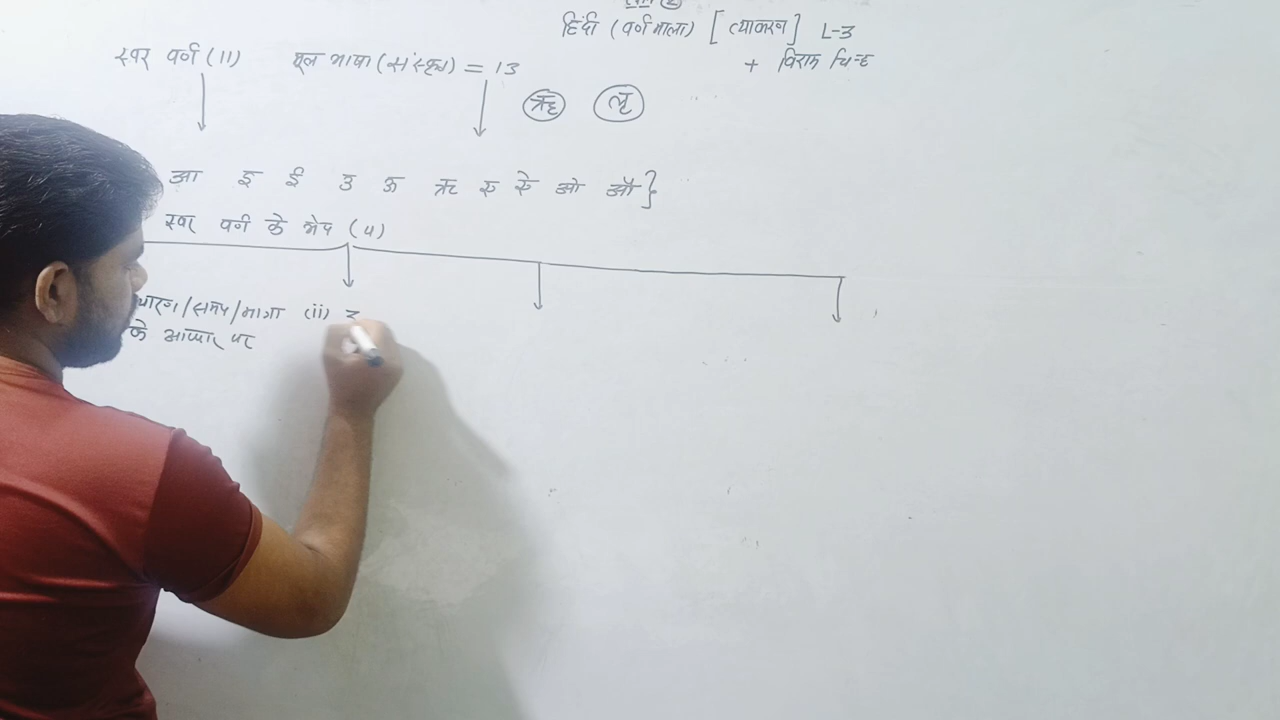 हिंदी (वर्णमाला) [व्याकरण] L-3
+ विराम चिन्ह
स्वर वर्ण (11) मूल भाषा (संस्कृत) = 13
ॠ लृ
आ इ ई उ ऊ ऋ ए ऐ ओ औ}
स्वर वर्ण के भेद (4)
चारण/समय/मात्रा (ii)
के आधार पर